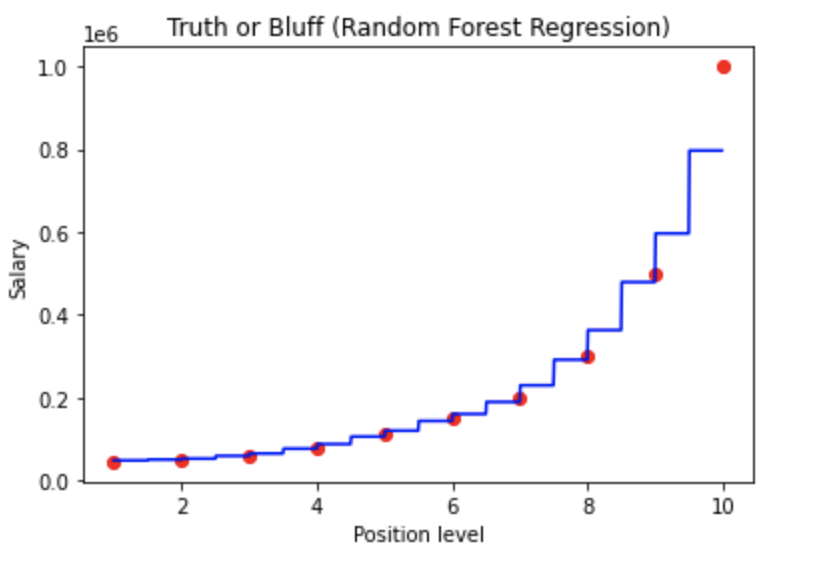 Truth or Bluff (Random Forest Regression)
1e6
1.0
0.8
0.6
0.4
0.2
0.0
Salary
2 4 6 8 10
Position level